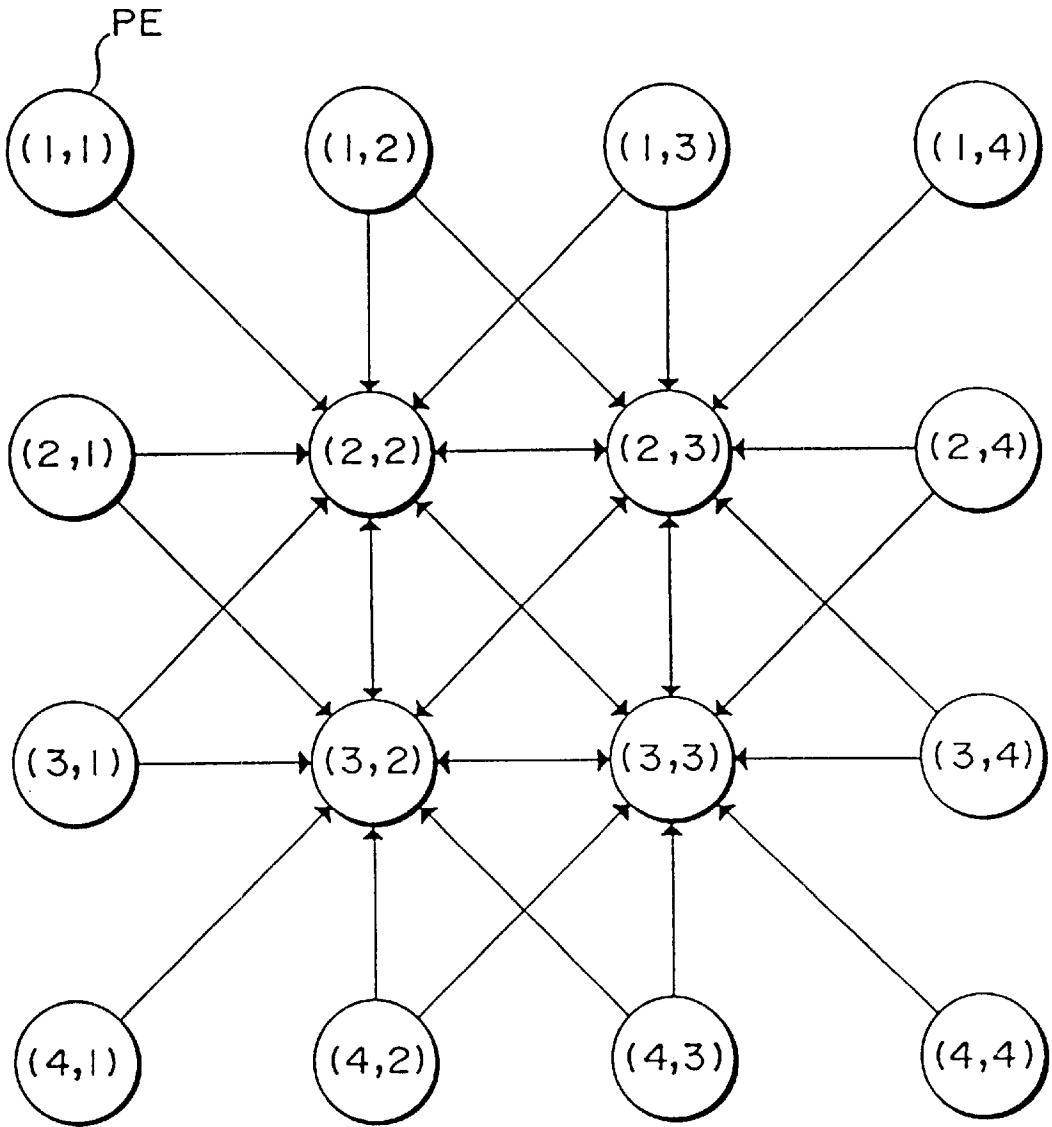 PE
(1,1) (1,2) (1,3) (1,4)
(2,1) (2,2) (2,3) (2,4)
(3,1) (3,2) (3,3) (3,4)
(4,1) (4,2) (4,3) (4,4)